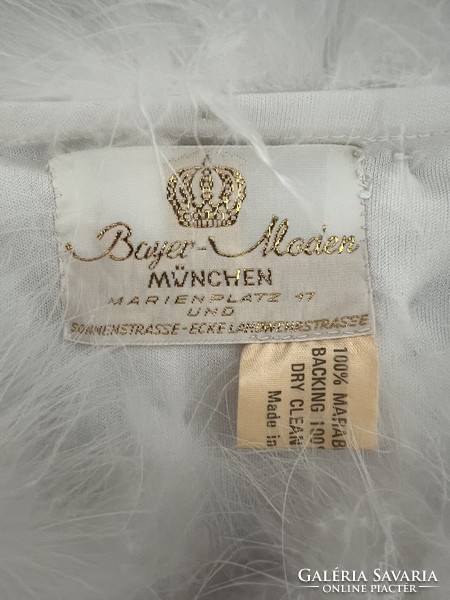 Bayer-Moden
MÜNCHEN
MARIENPLATZ 17
UND
SONNENSTRASSE-ECKE LANDWEHRSTRASSE
100% MARAB
BACKING 100%
DRY CLEAN
Made in
GALÉRIA SAVARIA
ONLINE PIACTÉR